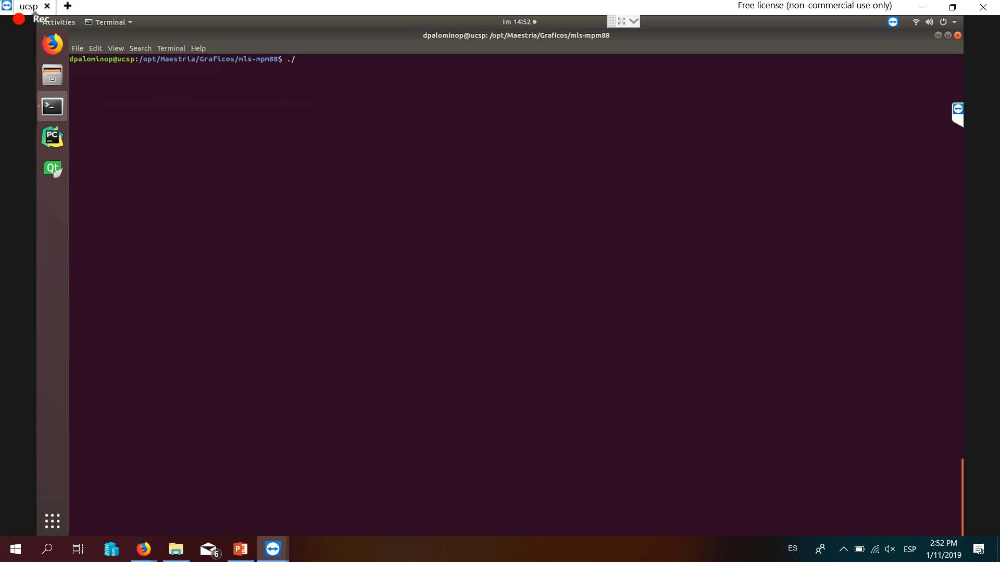 ucsp
Free license (non-commercial use only)
Rec
Activities
Terminal
lm 14:52
dpalominop@ucsp: /opt/Maestria/Graficos/mls-mpm88
File Edit View Search Terminal Help
dpalominop@ucsp:/opt/Maestria/Graficos/mls-mpm88$ ./
PC
Qt
6
P
ES
ESP
2:52 PM
1/11/2019